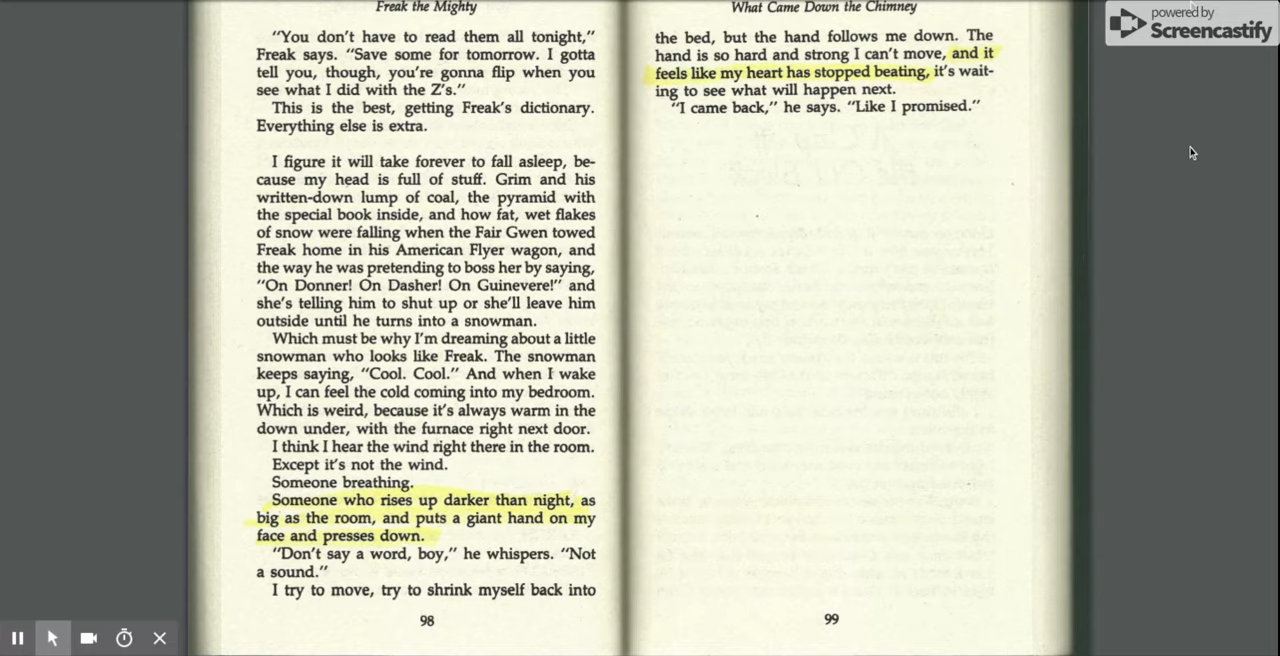 Freak the Mighty
"You don't have to read them all tonight,"
Freak says. "Save some for tomorrow. I gotta
tell you, though, you're gonna flip when you
see what I did with the Z's."
This is the best, getting Freak's dictionary.
Everything else is extra.
I figure it will take forever to fall asleep, be-
cause my head is full of stuff. Grim and his
written-down lump of coal, the pyramid with
the special book inside, and how fat, wet flakes
of snow were falling when the Fair Gwen towed
Freak home in his American Flyer wagon, and
the way he was pretending to boss her by saying,
"On Donner! On Dasher! On Guinevere!" and
she's telling him to shut up or she'll leave him
outside until he turns into a snowman.
Which must be why I'm dreaming about a little
snowman who looks like Freak. The snowman
keeps saying, "Cool. Cool." And when I wake
up, I can feel the cold coming into my bedroom.
Which is weird, because it's always warm in the
down under, with the furnace right next door.
I think I hear the wind right there in the room.
Except it's not the wind.
Someone breathing.
Someone who rises up darker than night, as
big as the room, and puts a giant hand on my
face and presses down.
"Don't say a word, boy," he whispers. "Not
a sound."
I try to move, try to shrink myself back into
98
What Came Down the Chimney
the bed, but the hand follows me down. The
hand is so hard and strong I can't move, and it
feels like my heart has stopped beating, it's wait-
ing to see what will happen next.
"I came back," he says. "Like I promised."
99
powered by
Screencastify